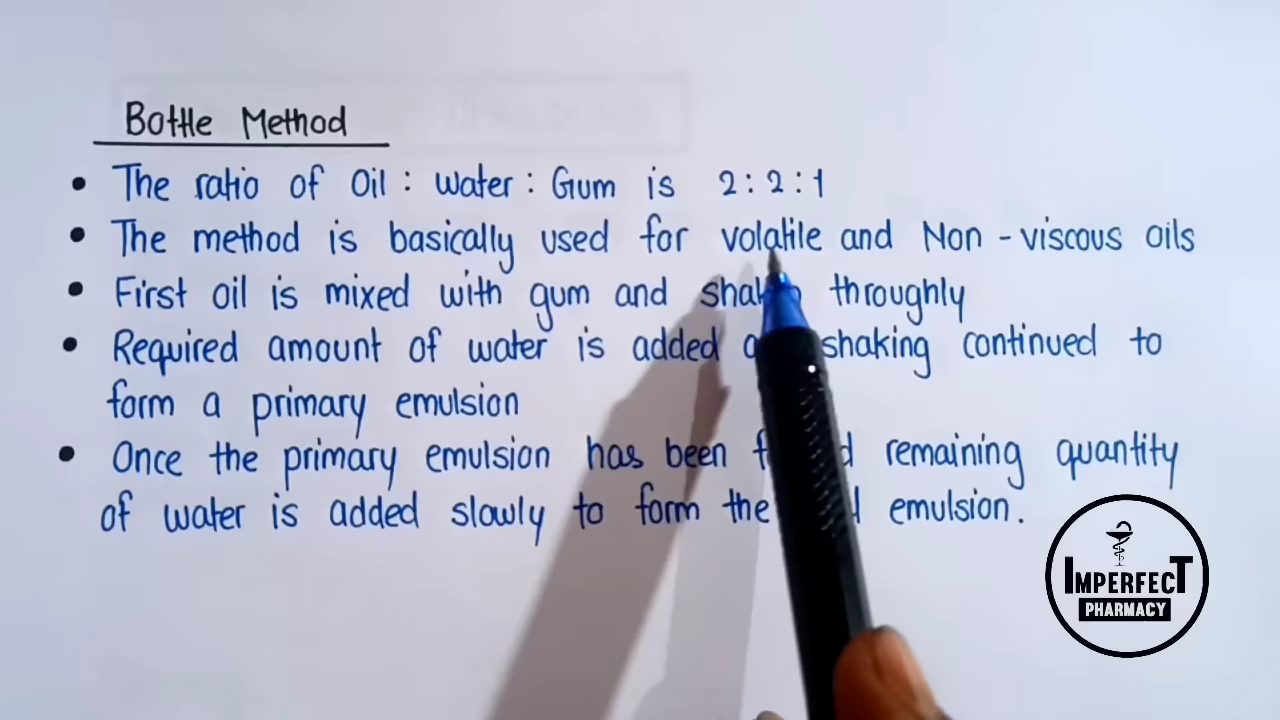 Bottle Method
• The ratio of Oil : water : Gum is 2 : 2 : 1
• The method is basically used for volatile and Non - viscous oils
• First oil is mixed with gum and throughly
• Required amount of water is added shaking continued to
form a primary emulsion
• Once the primary emulsion has been remaining quantity
of water is added slowly to form the emulsion.
IMPERFECT
PHARMACY